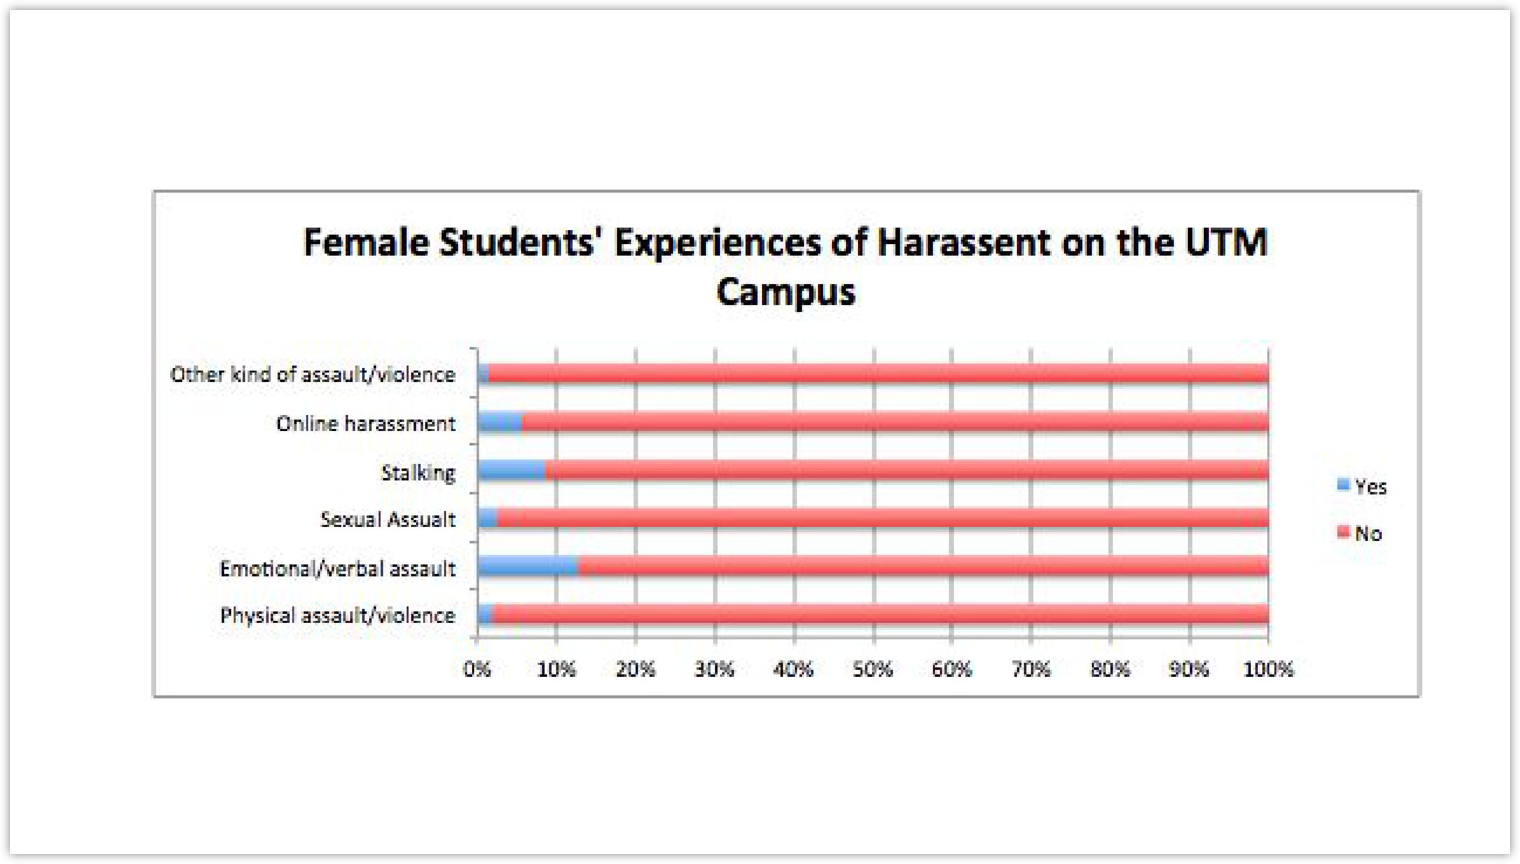 Female Students' Experiences of Harassent on the UTM
Campus
Other kind of assault/violence
Online harassment
Stalking
Sexual Assualt
Emotional/verbal assault
Physical assault/violence
0% 10% 20% 30% 40% 50% 60% 70% 80% 90% 100%
Yes
No